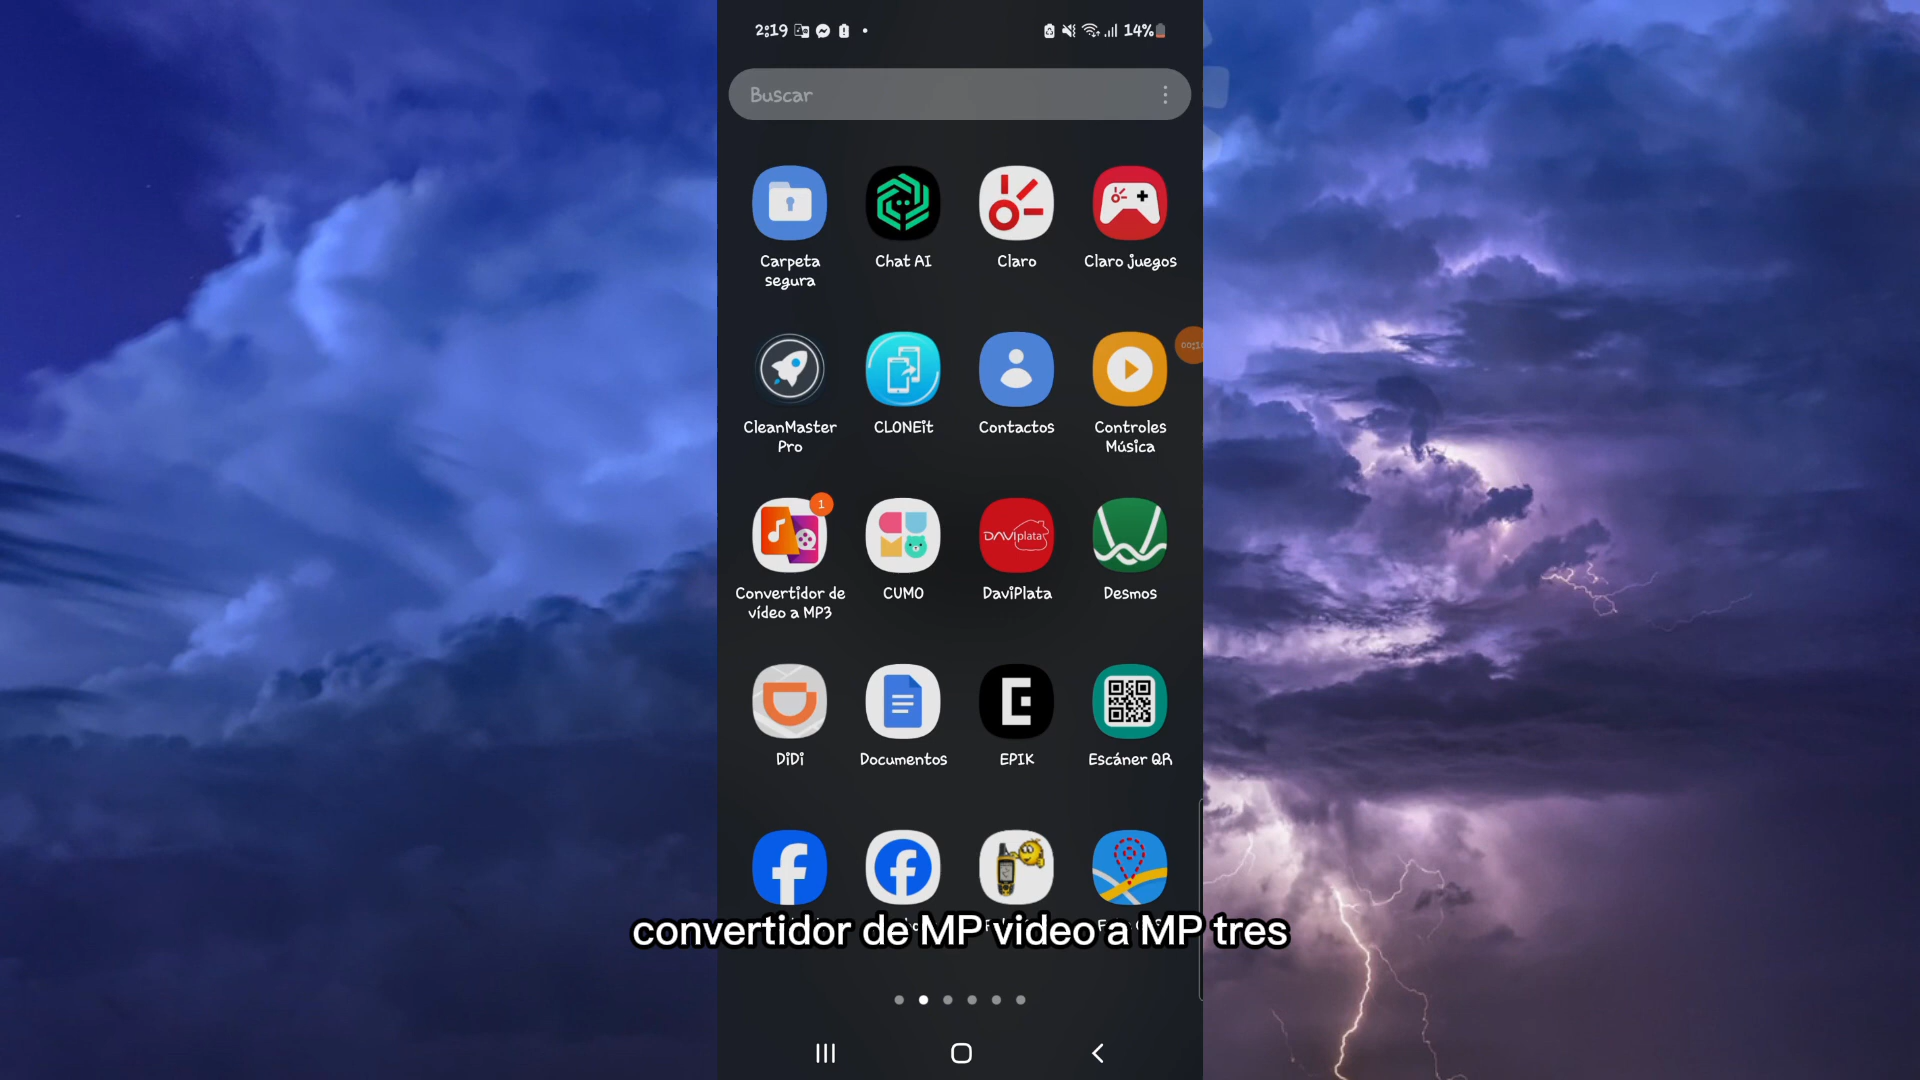 2:19
14%
Buscar
Carpeta
segura
Chat AI
Claro
Claro juegos
CleanMaster
Pro
CLONEit
Contactos
Controles
Música
1
DAVIplata
Convertidor de
vídeo a MP3
CUMO
DaviPlata
Desmos
DiDi
Documentos
EPIK
Escáner QR
convertidor de MP video a MP tres